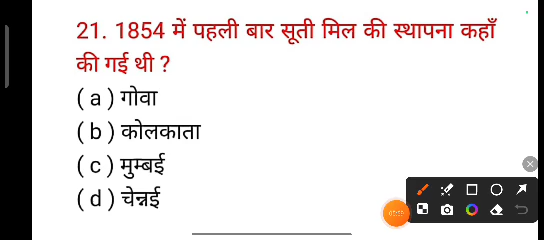 21. 1854 में पहली बार सूती मिल की स्थापना कहाँ
की गई थी ?
( a ) गोवा
( b ) कोलकाता
( c ) मुम्बई
( d ) चेन्नई